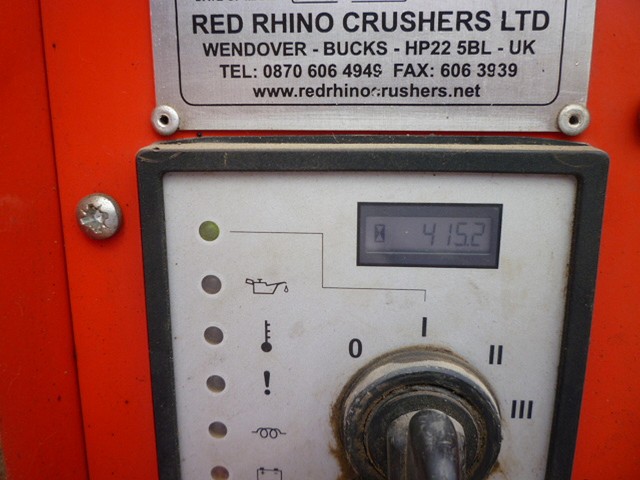 RED RHINO CRUSHERS LTD
WENDOVER - BUCKS - HP22 5BL - UK
TEL: 0870 606 4949 FAX: 606 3939
www.redrhinocrushers.net
415.2
I
0
II
!
III